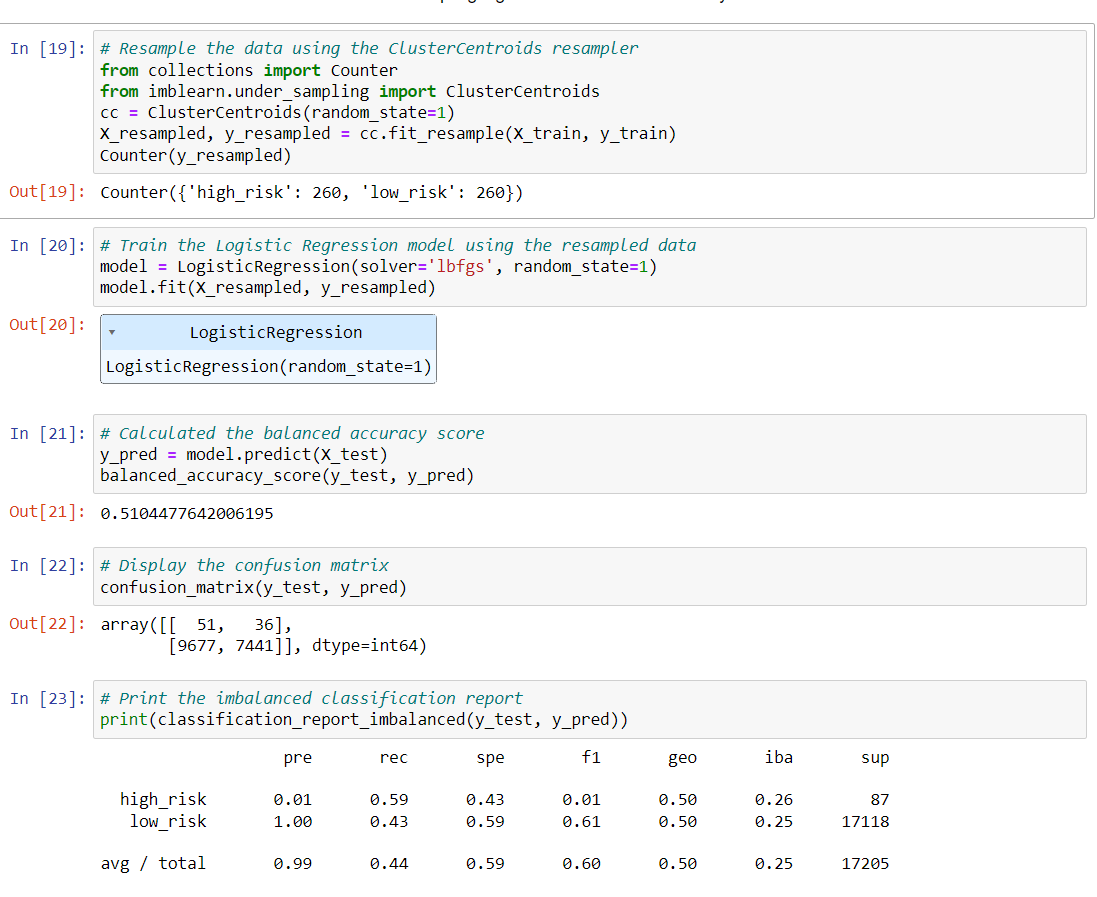 In [19]: # Resample the data using the ClusterCentroids resampler
from collections import Counter
from imblearn.under_sampling import ClusterCentroids
cc = ClusterCentroids(random_state=1)
X_resampled, y_resampled = cc.fit_resample(X_train, y_train)
Counter(y_resampled)
Out[19]: Counter({'high_risk': 260, 'low_risk': 260})
In [20]: # Train the Logistic Regression model using the resampled data
model = LogisticRegression(solver='lbfgs', random_state=1)
model.fit(X_resampled, y_resampled)
Out[20]:
▾ LogisticRegression
LogisticRegression(random_state=1)
In [21]: # Calculated the balanced accuracy score
y_pred = model.predict(X_test)
balanced_accuracy_score(y_test, y_pred)
Out[21]: 0.5104477642006195
In [22]: # Display the confusion matrix
confusion_matrix(y_test, y_pred)
Out[22]: array([[  51,   36],
[9677, 7441]], dtype=int64)
In [23]: # Print the imbalanced classification report
print(classification_report_imbalanced(y_test, y_pred))
pre rec spe f1 geo iba sup
high_risk 0.01 0.59 0.43 0.01 0.50 0.26 87
low_risk 1.00 0.43 0.59 0.61 0.50 0.25 17118
avg / total 0.99 0.44 0.59 0.60 0.50 0.25 17205